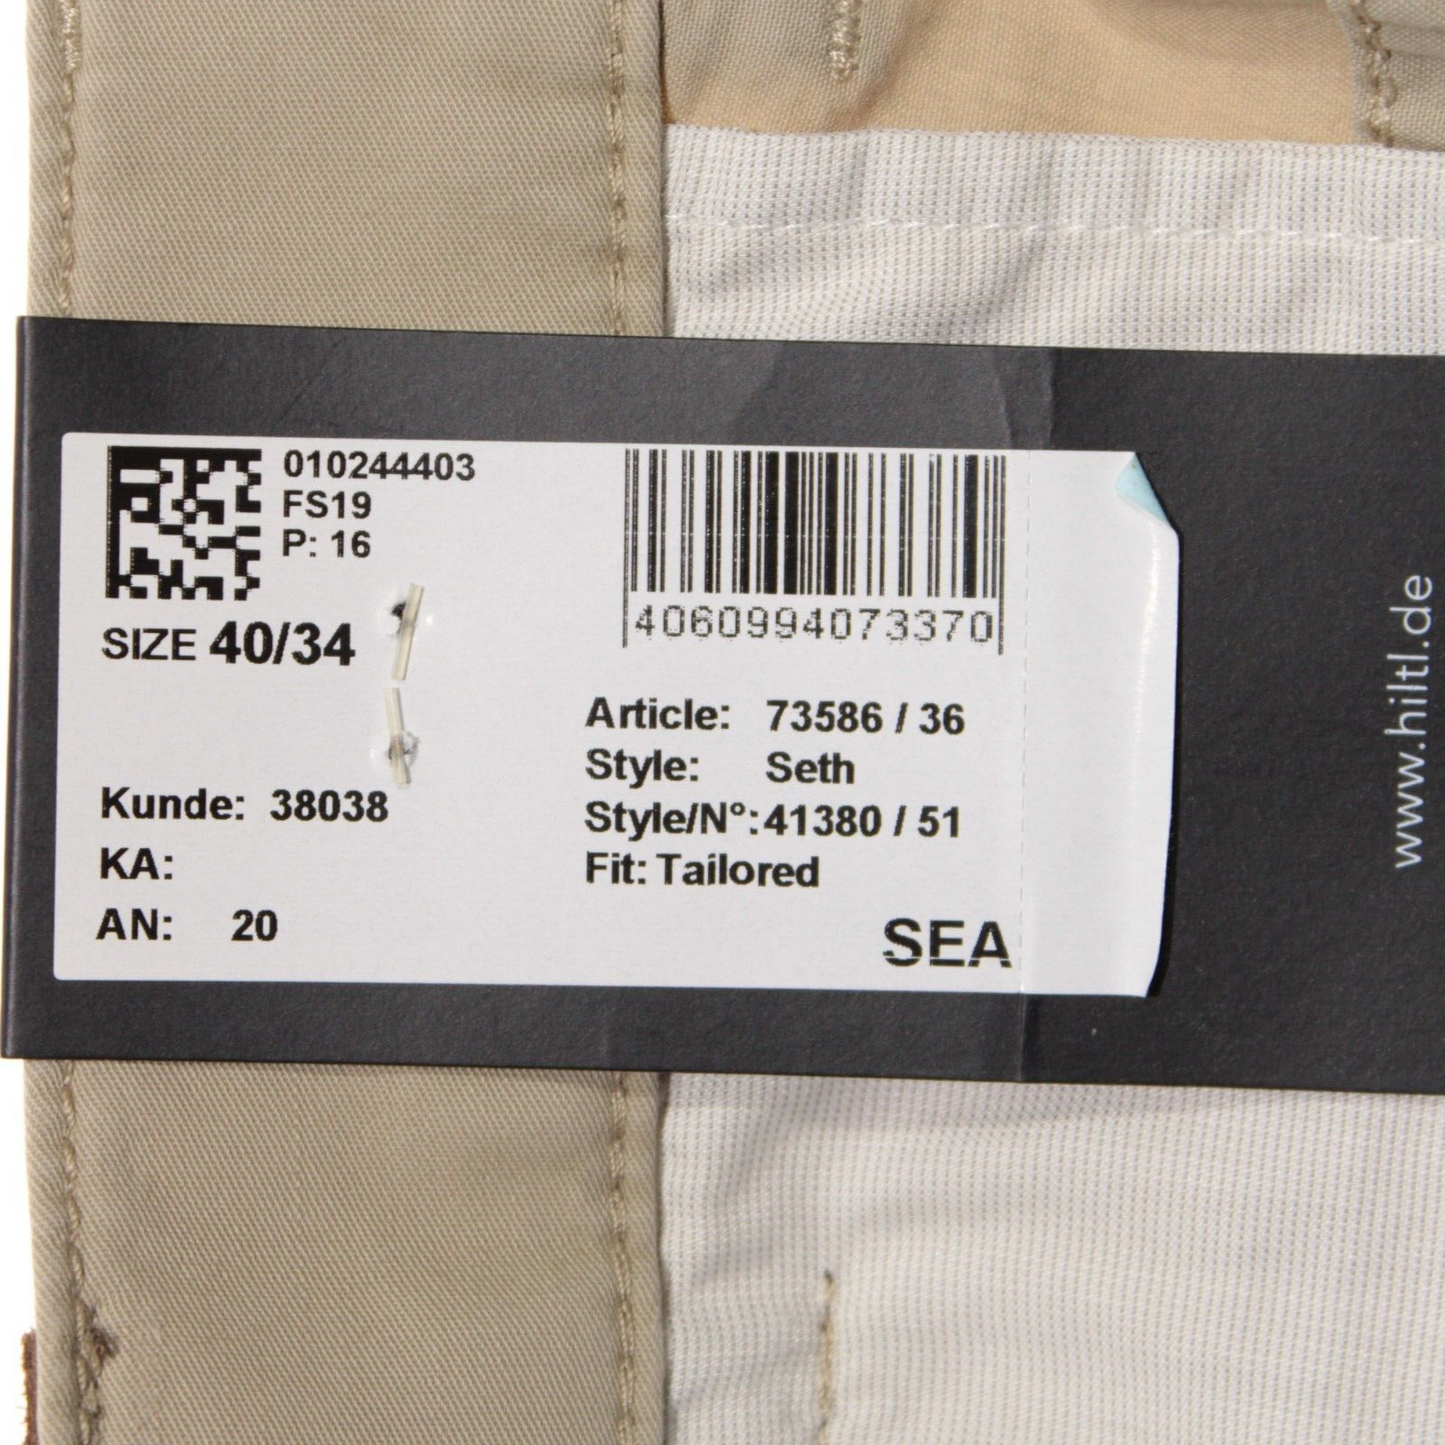 010244403
FS19
P: 16
SIZE 40/34
4060994073370
Article: 73586 / 36
Style: Seth
Style/N°: 41380 / 51
Fit: Tailored
Kunde: 38038
KA:
AN: 20
SEA
www.hiltl.de